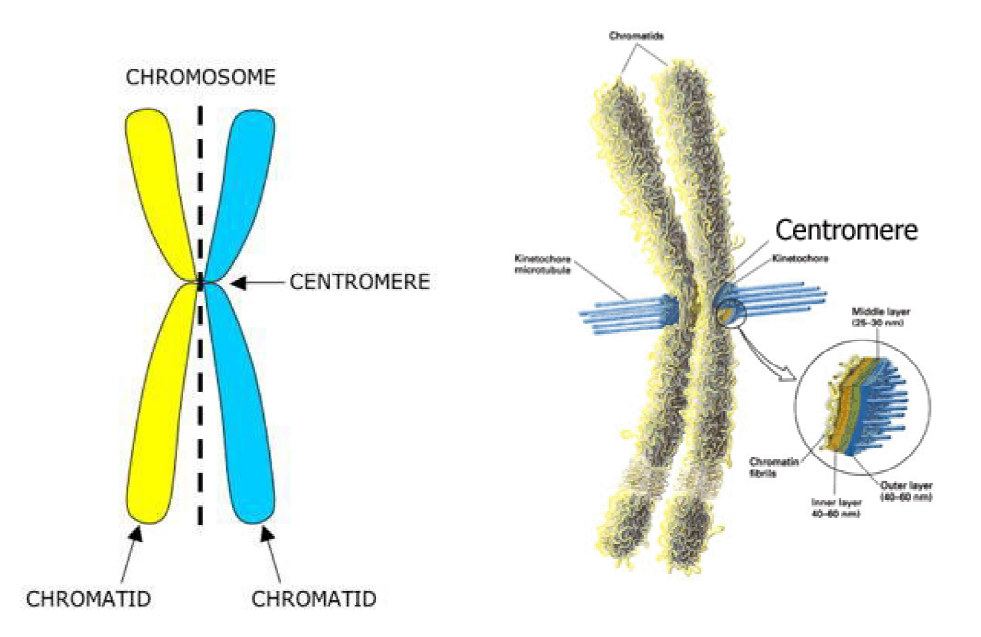 CHROMOSOME
CENTROMERE
CHROMATID
CHROMATID
Chromatids
Centromere
Kinetochore
microtubule
Kinetochore
Middle layer
(25–30 nm)
Chromatin
fibrils
Outer layer
(40–60 nm)
Inner layer
40–60 nm)